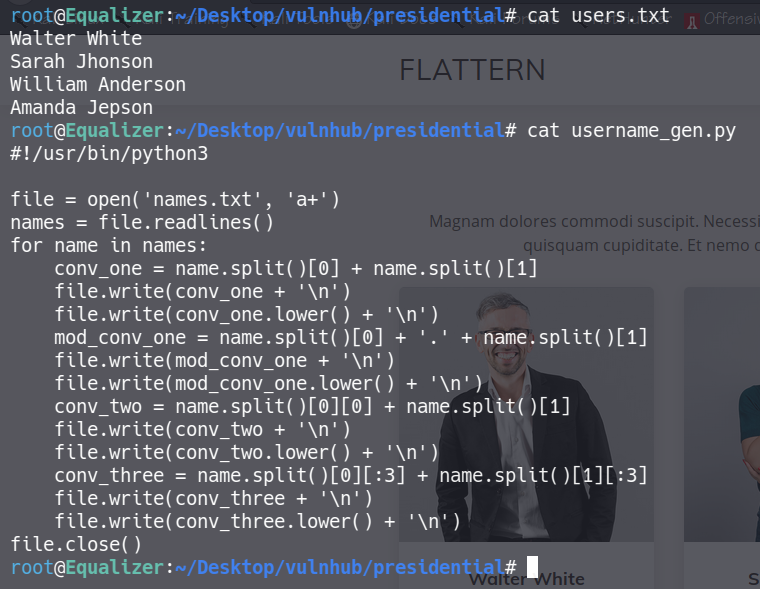 root@Equalizer:~/Desktop/vulnhub/presidential# cat users.txt
Walter White
Sarah Jhonson
William Anderson
Amanda Jepson
root@Equalizer:~/Desktop/vulnhub/presidential# cat username_gen.py
#!/usr/bin/python3

file = open('names.txt', 'a+')
names = file.readlines()
for name in names:
    conv_one = name.split()[0] + name.split()[1]
    file.write(conv_one + '\n')
    file.write(conv_one.lower() + '\n')
    mod_conv_one = name.split()[0] + '.' + name.split()[1]
    file.write(mod_conv_one + '\n')
    file.write(mod_conv_one.lower() + '\n')
    conv_two = name.split()[0][0] + name.split()[1]
    file.write(conv_two + '\n')
    file.write(conv_two.lower() + '\n')
    conv_three = name.split()[0][:3] + name.split()[1][:3]
    file.write(conv_three + '\n')
    file.write(conv_three.lower() + '\n')
file.close()
root@Equalizer:~/Desktop/vulnhub/presidential#
FLATTERN
Magnam dolores commodi suscipit. Necessi
quisquam cupiditate. Et nemo
Walter White